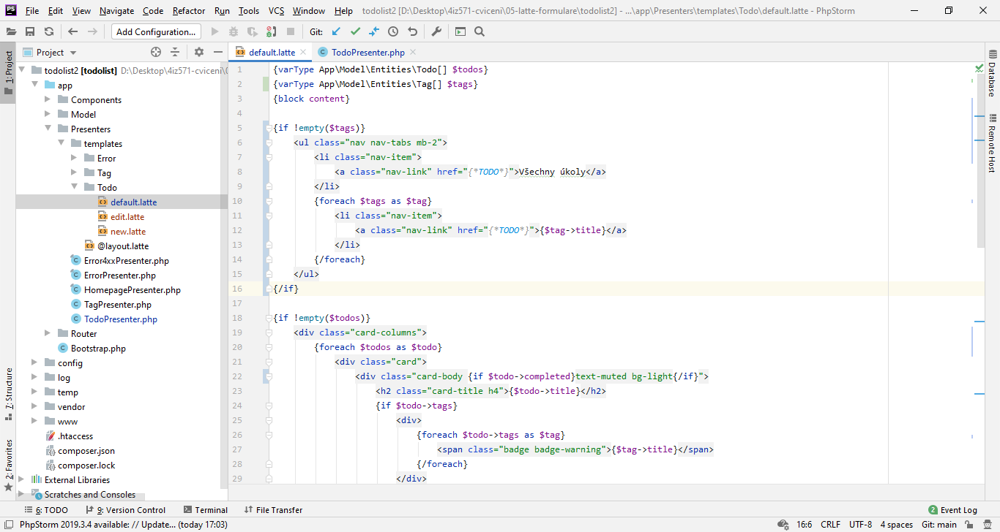 PS File Edit View Navigate Code Refactor Run Tools VCS Window Help todolist2 [D:\Desktop\4iz571-cviceni\05-latte-formulare\todolist2] - ...\app\Presenters\templates\Todo\default.latte - PhpStorm
Add Configuration... Git:
Project default.latte TodoPresenter.php
1: Project
7: Structure
2: Favorites
todolist2 [todolist] D:\Desktop\4iz571-cviceni\
app
Components
Model
Presenters
templates
Error
Tag
Todo
default.latte
edit.latte
new.latte
@layout.latte
Error4xxPresenter.php
ErrorPresenter.php
HomepagePresenter.php
TagPresenter.php
TodoPresenter.php
Router
Bootstrap.php
config
log
temp
vendor
www
.htaccess
composer.json
composer.lock
External Libraries
Scratches and Consoles
1 {varType App\Model\Entities\Todo[] $todos}
2 {varType App\Model\Entities\Tag[] $tags}
3 {block content}
4
5 {if !empty($tags)}
6 <ul class="nav nav-tabs mb-2">
7 <li class="nav-item">
8 <a class="nav-link" href="{*TODO*}">Všechny úkoly</a>
9 </li>
10 {foreach $tags as $tag}
11 <li class="nav-item">
12 <a class="nav-link" href="{*TODO*}">{$tag->title}</a>
13 </li>
14 {/foreach}
15 </ul>
16 {/if}
17
18 {if !empty($todos)}
19 <div class="card-columns">
20 {foreach $todos as $todo}
21 <div class="card">
22 <div class="card-body {if $todo->completed}text-muted bg-light{/if}">
23 <h2 class="card-title h4">{$todo->title}</h2>
24 {if $todo->tags}
25 <div>
26 {foreach $todo->tags as $tag}
27 <span class="badge badge-warning">{$tag->title}</span>
28 {/foreach}
29 </div>
Database
Remote Host
6: TODO 9: Version Control Terminal File Transfer 2 Event Log
PhpStorm 2019.3.4 available: // Update... (today 17:03) 16:6 CRLF UTF-8 4 spaces Git: main